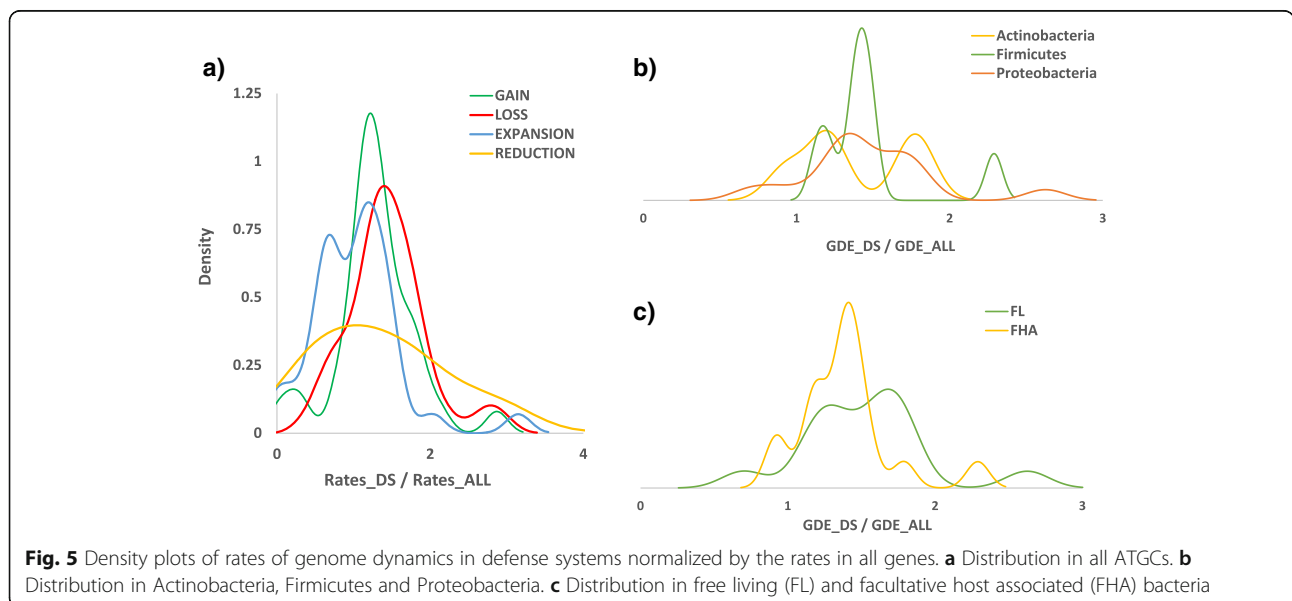 a)
1.25
1
0.75
0.5
0.25
0
Density
0 2 4
Rates_DS / Rates_ALL
GAIN
LOSS
EXPANSION
REDUCTION
b)
Actinobacteria
Firmicutes
Proteobacteria
0 1 2 3
GDE_DS / GDE_ALL
c)
FL
FHA
0 1 2 3
GDE_DS / GDE_ALL
Fig. 5 Density plots of rates of genome dynamics in defense systems normalized by the rates in all genes. a Distribution in all ATGCs. b
Distribution in Actinobacteria, Firmicutes and Proteobacteria. c Distribution in free living (FL) and facultative host associated (FHA) bacteria